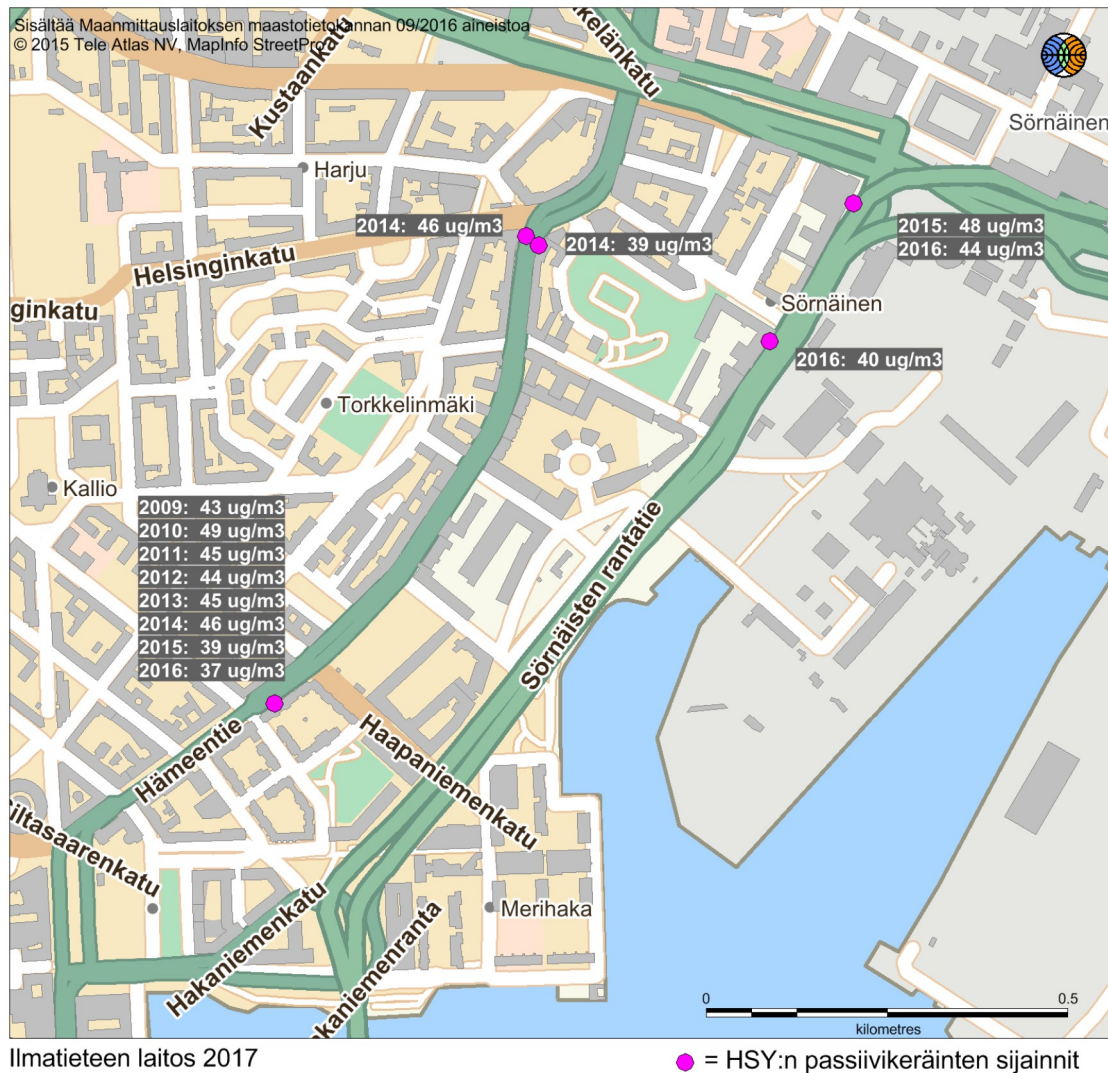 Sisältää Maanmittauslaitoksen maastotietokannan 09/2016 aineistoa
© 2015 Tele Atlas NV, MapInfo StreetPro
Kustaankatu
kelänkatu
Sörnäinen
Harju
2014: 46 ug/m3
2014: 39 ug/m3
2015: 48 ug/m3
2016: 44 ug/m3
Helsinginkatu
ginkatu
Sörnäinen
2016: 40 ug/m3
Torkkelinmäki
Kallio
2009: 43 ug/m3
2010: 49 ug/m3
2011: 45 ug/m3
2012: 44 ug/m3
2013: 45 ug/m3
2014: 46 ug/m3
2015: 39 ug/m3
2016: 37 ug/m3
Sörnäisten rantatie
Hämeentie
Haapaniemenkatu
iltasaarenkatu
Hakaniemenkatu
Merihaka
kaniemenranta
0 0.5
kilometres
Ilmatieteen laitos 2017
= HSY:n passiivikeräinten sijainnit